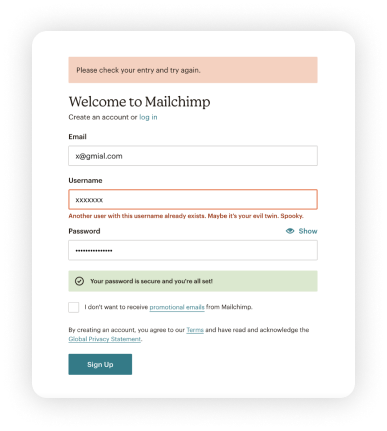 Please check your entry and try again.
Welcome to Mailchimp
Create an account or log in
Email
x@gmial.com
Username
xxxxxxx
Another user with this username already exists. Maybe it's your evil twin. Spooky.
Password Show
•••••••••••••••
Your password is secure and you're all set!
I don't want to receive promotional emails from Mailchimp.
By creating an account, you agree to our Terms and have read and acknowledge the
Global Privacy Statement.
Sign Up